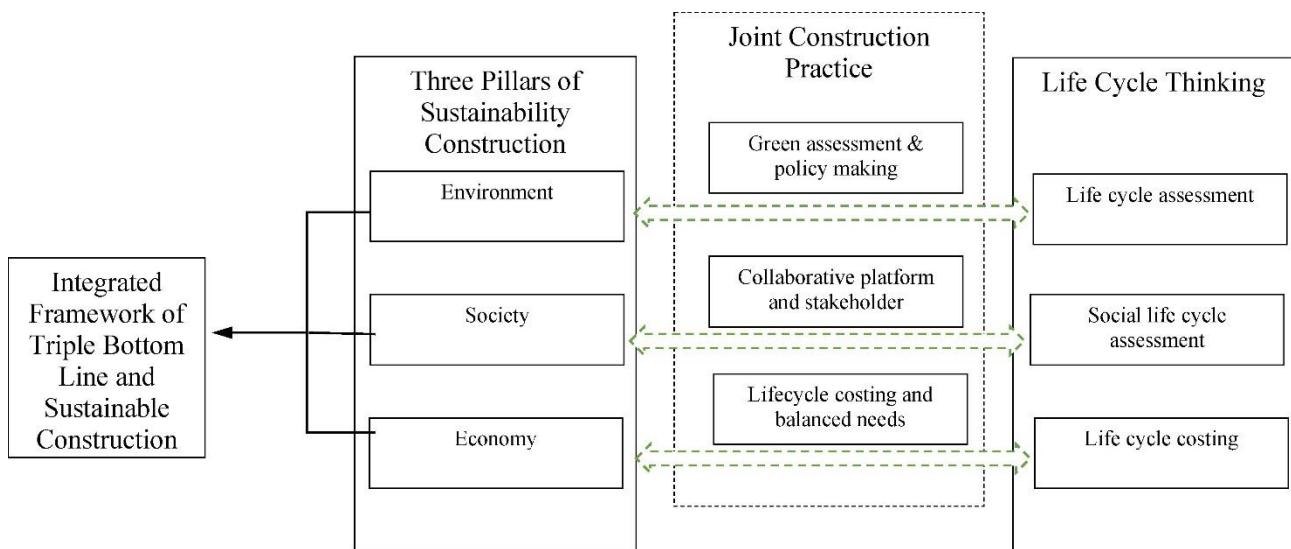 Integrated
Framework of
Triple Bottom
Line and
Sustainable
Construction
Three Pillars of
Sustainability
Construction
Environment
Society
Economy
Joint Construction
Practice
Green assessment &
policy making
Collaborative platform
and stakeholder
Lifecycle costing and
balanced needs
Life Cycle Thinking
Life cycle assessment
Social life cycle
assessment
Life cycle costing